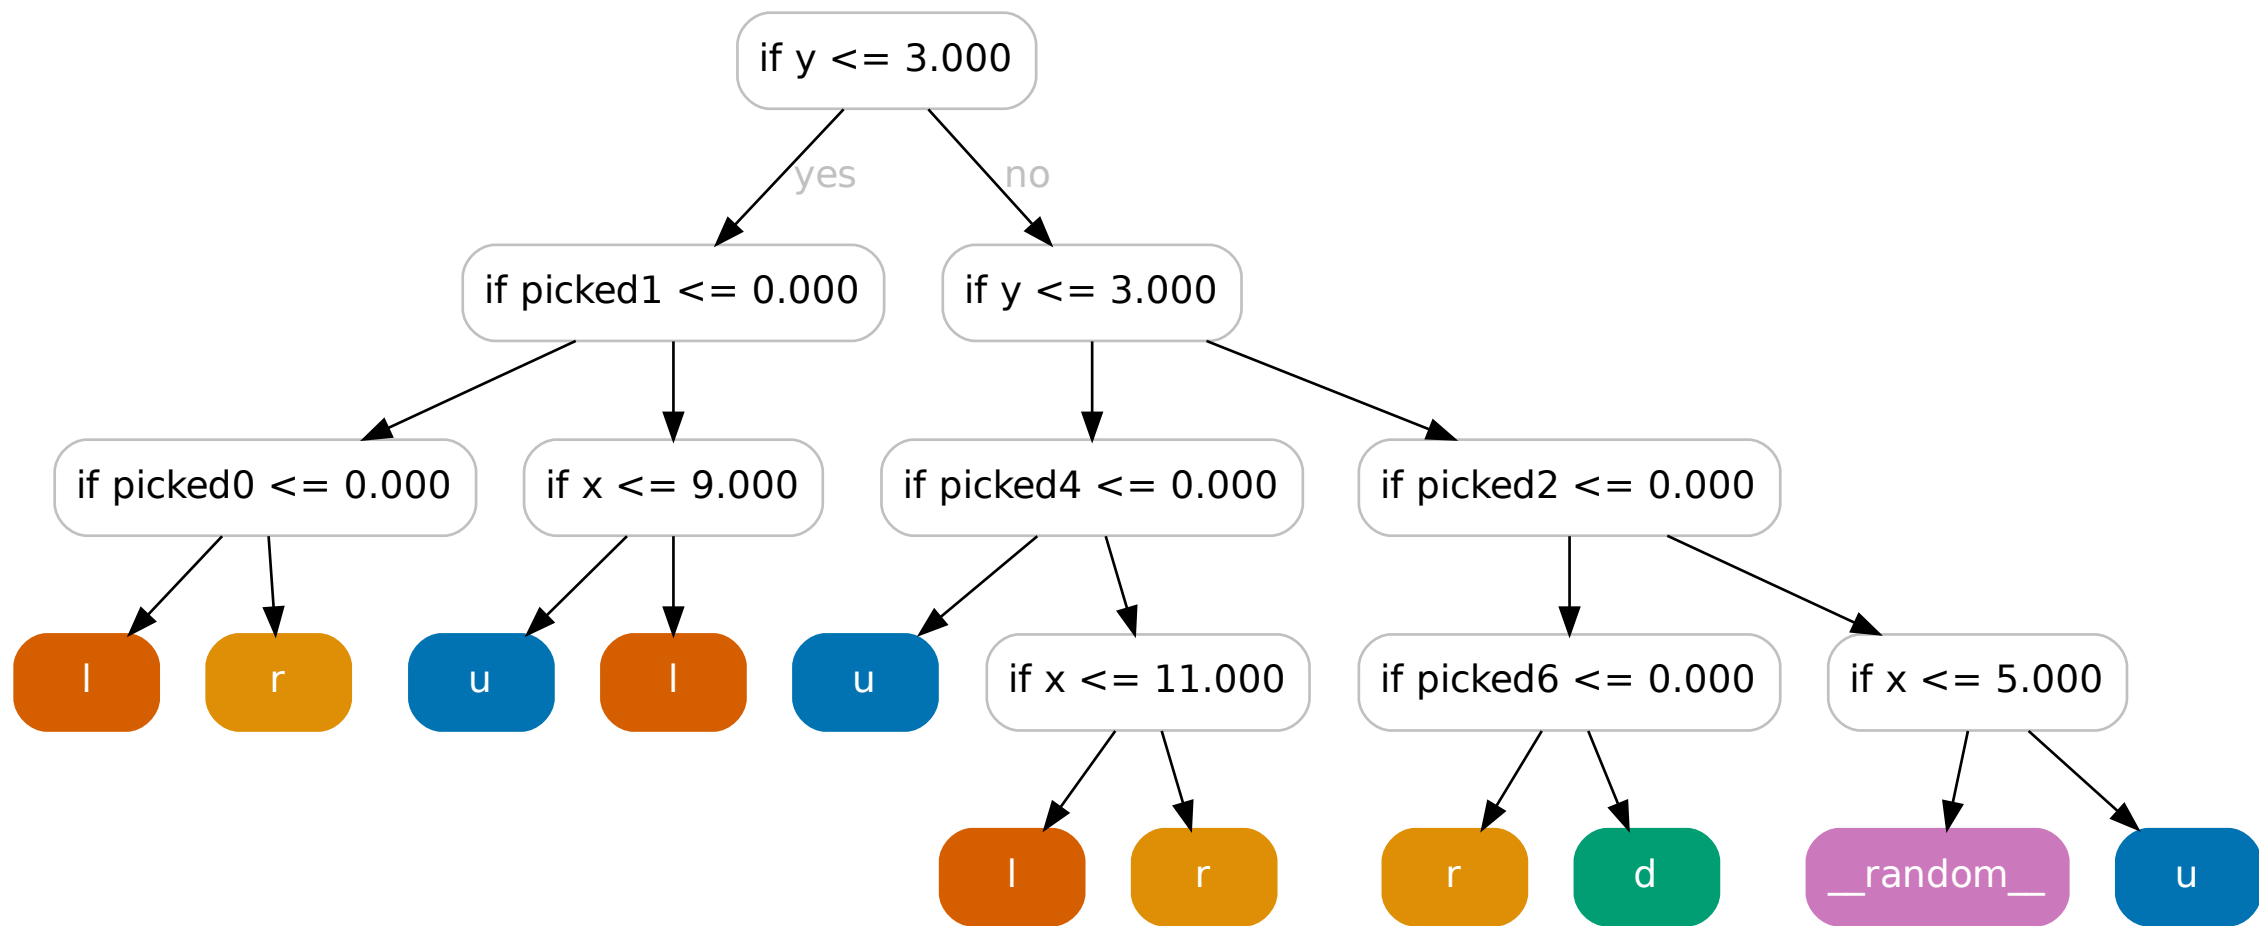 if y <= 3.000
yes
no
if picked1 <= 0.000
if y <= 3.000
if picked0 <= 0.000
if x <= 9.000
if picked4 <= 0.000
if picked2 <= 0.000
l
r
u
l
u
if x <= 11.000
if picked6 <= 0.000
if x <= 5.000
l
r
r
d
__random__
u